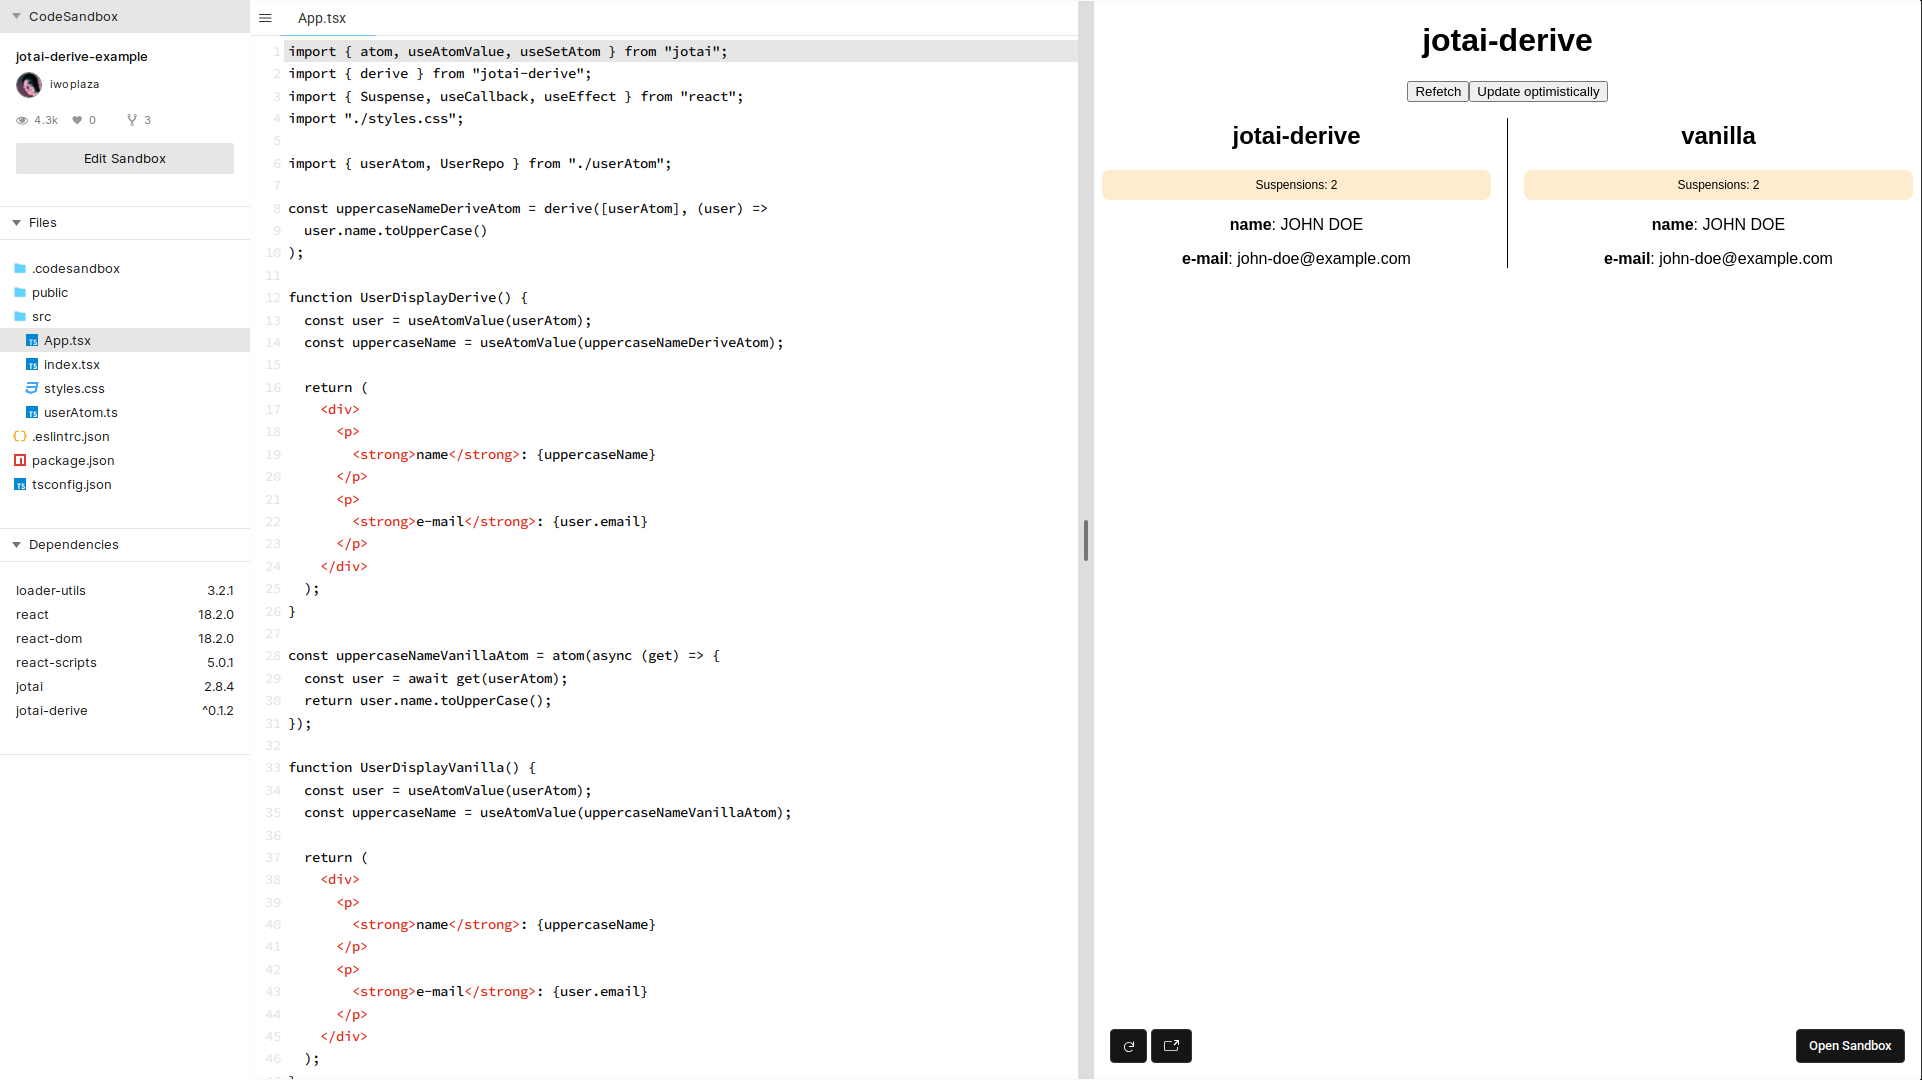 CodeSandbox
jotai-derive-example
iwoplaza
4.3k 0 3
Edit Sandbox
Files
.codesandbox
public
src
App.tsx
index.tsx
styles.css
userAtom.ts
.eslintrc.json
package.json
tsconfig.json
Dependencies
loader-utils 3.2.1
react 18.2.0
react-dom 18.2.0
react-scripts 5.0.1
jotai 2.8.4
jotai-derive ^0.1.2
App.tsx
1 import { atom, useAtomValue, useSetAtom } from "jotai";
2 import { derive } from "jotai-derive";
3 import { Suspense, useCallback, useEffect } from "react";
4 import "./styles.css";
5
6 import { userAtom, UserRepo } from "./userAtom";
7
8 const uppercaseNameDeriveAtom = derive([userAtom], (user) =>
9   user.name.toUpperCase()
10 );
11
12 function UserDisplayDerive() {
13   const user = useAtomValue(userAtom);
14   const uppercaseName = useAtomValue(uppercaseNameDeriveAtom);
15
16   return (
17     <div>
18       <p>
19         <strong>name</strong>: {uppercaseName}
20       </p>
21       <p>
22         <strong>e-mail</strong>: {user.email}
23       </p>
24     </div>
25   );
26 }
27
28 const uppercaseNameVanillaAtom = atom(async (get) => {
29   const user = await get(userAtom);
30   return user.name.toUpperCase();
31 });
32
33 function UserDisplayVanilla() {
34   const user = useAtomValue(userAtom);
35   const uppercaseName = useAtomValue(uppercaseNameVanillaAtom);
36
37   return (
38     <div>
39       <p>
40         <strong>name</strong>: {uppercaseName}
41       </p>
42       <p>
43         <strong>e-mail</strong>: {user.email}
44       </p>
45     </div>
46   );
jotai-derive
Refetch Update optimistically
jotai-derive
Suspensions: 2
name: JOHN DOE
e-mail: john-doe@example.com
vanilla
Suspensions: 2
name: JOHN DOE
e-mail: john-doe@example.com
Open Sandbox